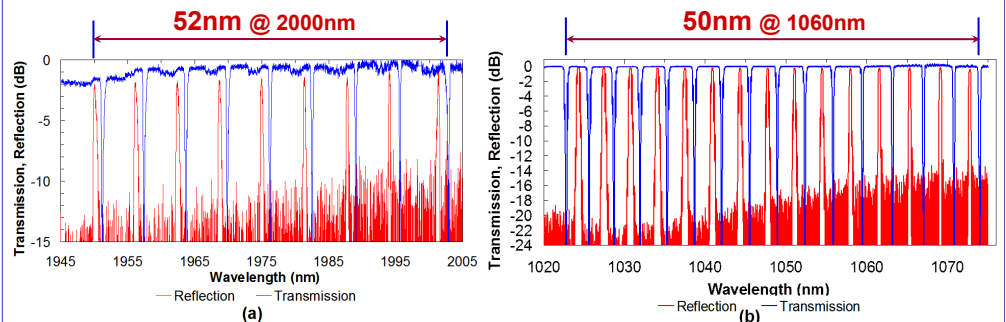 52nm @ 2000nm
Transmission, Reflection (dB)
0
-5
-10
-15
1945 1955 1965 1975 1985 1995 2005
Wavelength (nm)
Reflection Transmission
(a)
50nm @ 1060nm
Transmission, Reflection (dB)
0
-2
-4
-6
-8
-10
-12
-14
-16
-18
-20
-22
-24
1020 1030 1040 1050 1060 1070
Wavelength (nm)
Reflection Transmission
(b)